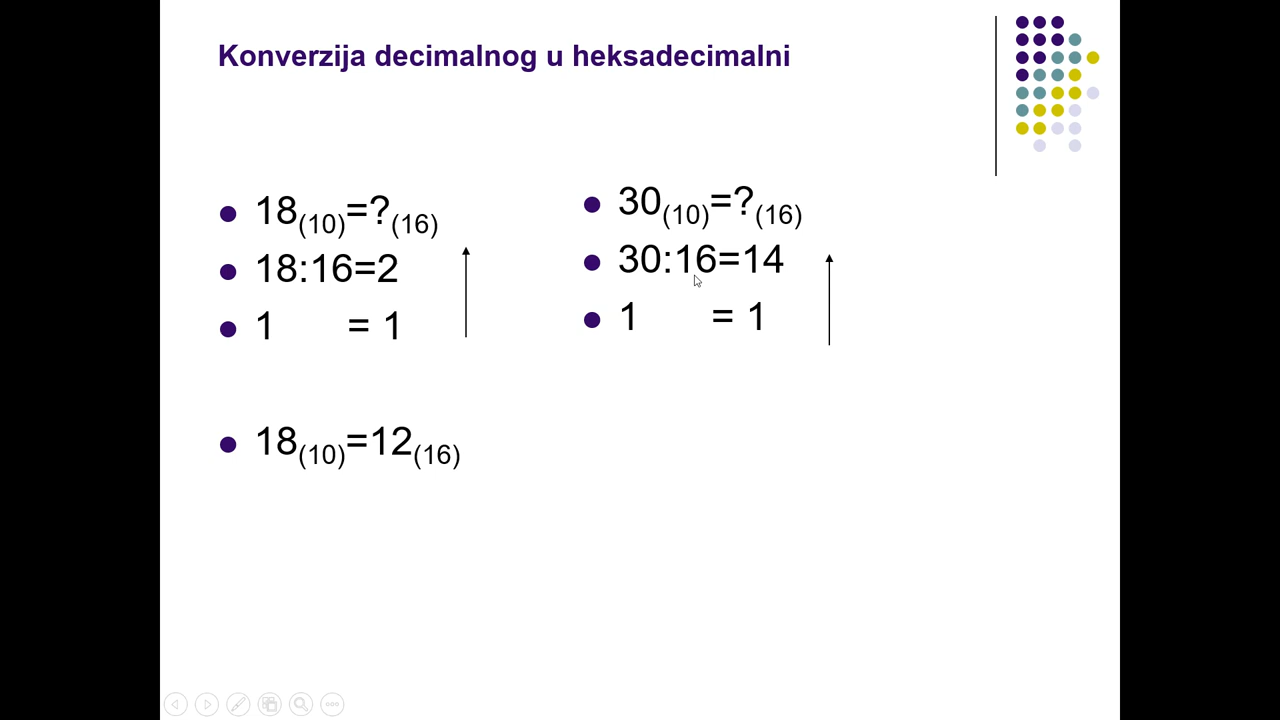 Konverzija decimalnog u heksadecimalni
18(10)=?(16)
18:16=2
1 = 1
18(10)=12(16)
30(10)=?(16)
30:16=14
1 = 1